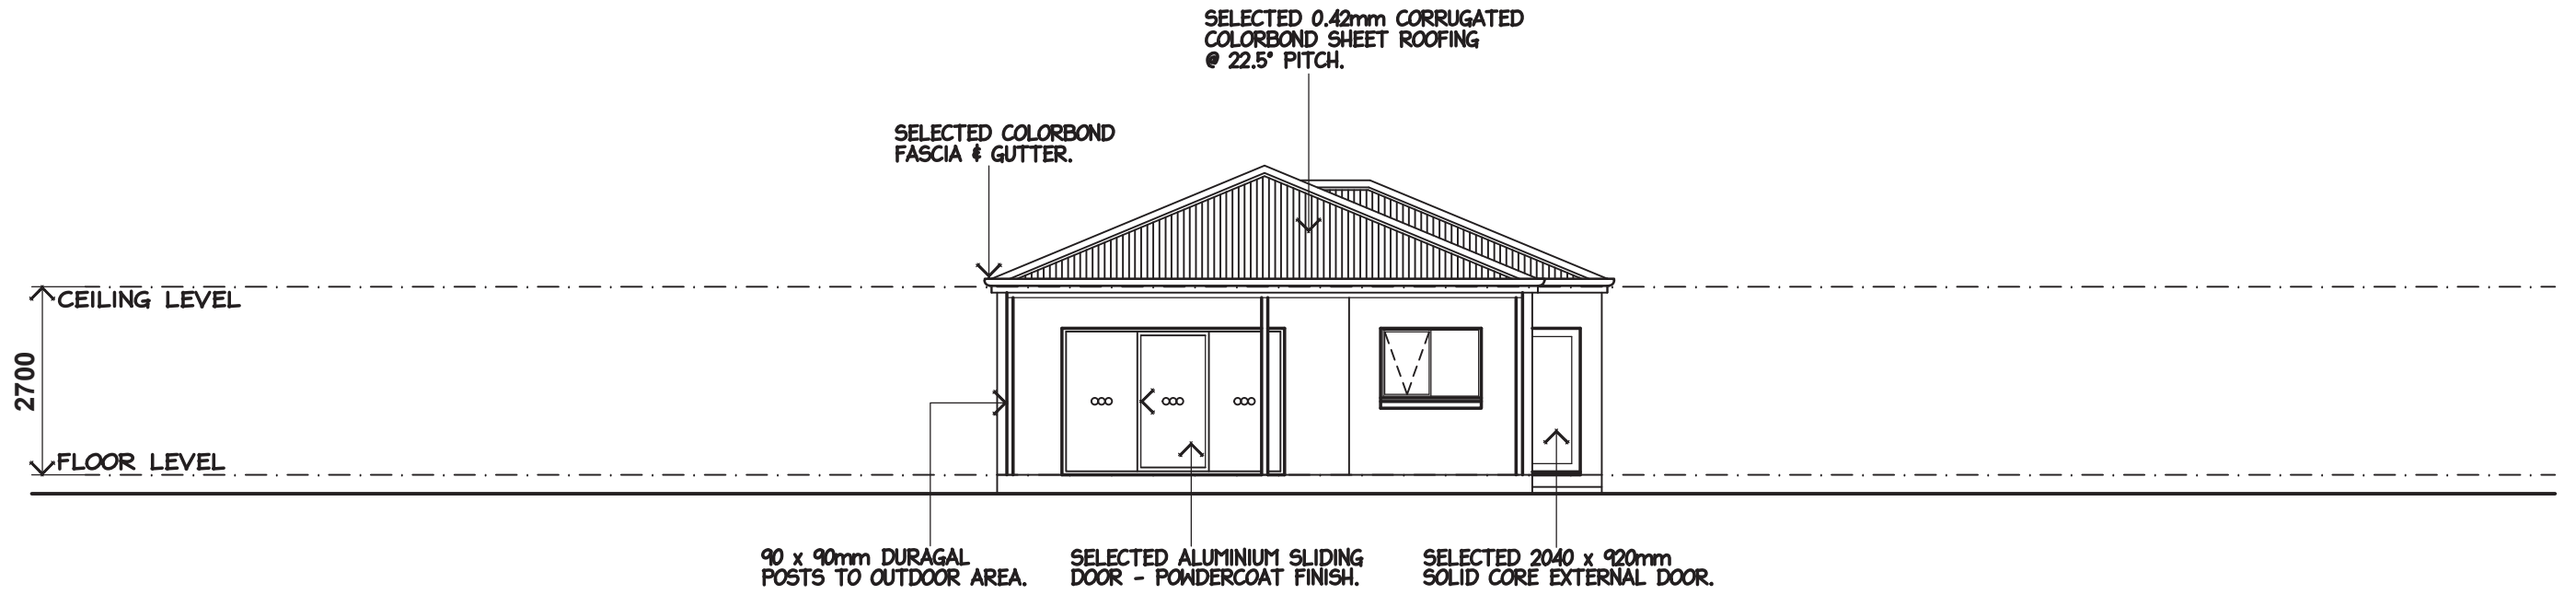 SELECTED 0.42mm CORRUGATED
COLORBOND SHEET ROOFING
@ 22.5° PITCH.
SELECTED COLORBOND
FASCIA & GUTTER.
CEILING LEVEL
2700
FLOOR LEVEL
90 x 90mm DURAGAL
POSTS TO OUTDOOR AREA.
SELECTED ALUMINIUM SLIDING
DOOR - POWDERCOAT FINISH.
SELECTED 2040 x 920mm
SOLID CORE EXTERNAL DOOR.